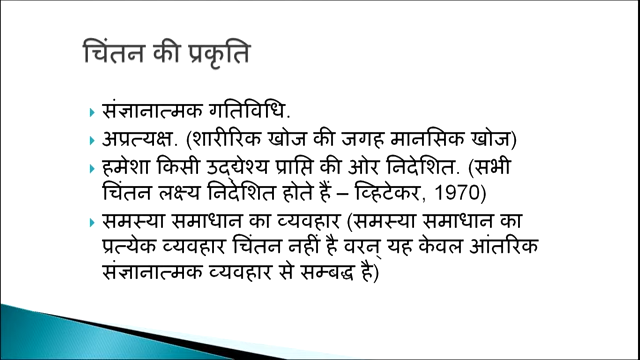 चिंतन की प्रकृति
संज्ञानात्मक गतिविधि.
अप्रत्यक्ष. (शारीरिक खोज की जगह मानसिक खोज)
हमेशा किसी उद्द्येश्य प्राप्ति की ओर निदेशित. (सभी
चिंतन लक्ष्य निदेशित होते हैं – व्हिटेकर, 1970)
समस्या समाधान का व्यवहार (समस्या समाधान का
प्रत्येक व्यवहार चिंतन नहीं है वरन् यह केवल आंतरिक
संज्ञानात्मक व्यवहार से सम्बद्ध है)